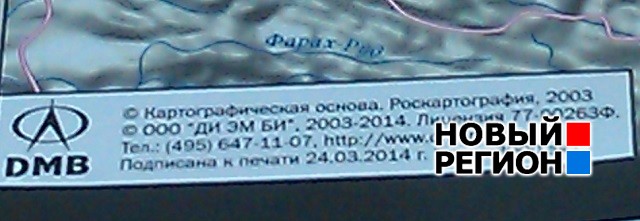 Фарах-Руд
© Картографическая основа. Роскартография, 2003
© ООО "ДИ ЭМ БИ", 2003-2014. Лицензия
Тел.: (495) 647-11-07, http://www.
Подписана к печати 24.03.2014 г.
DMB
НОВЫЙ
РЕГИОН